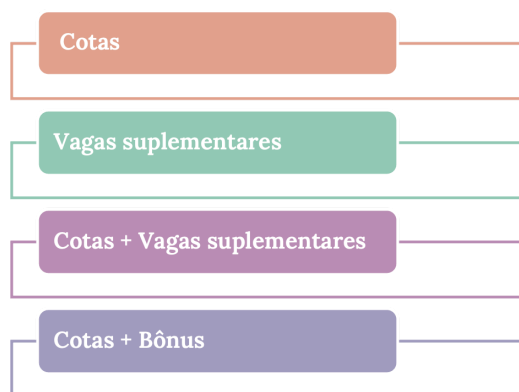 Cotas
Vagas suplementares
Cotas + Vagas suplementares
Cotas + Bônus